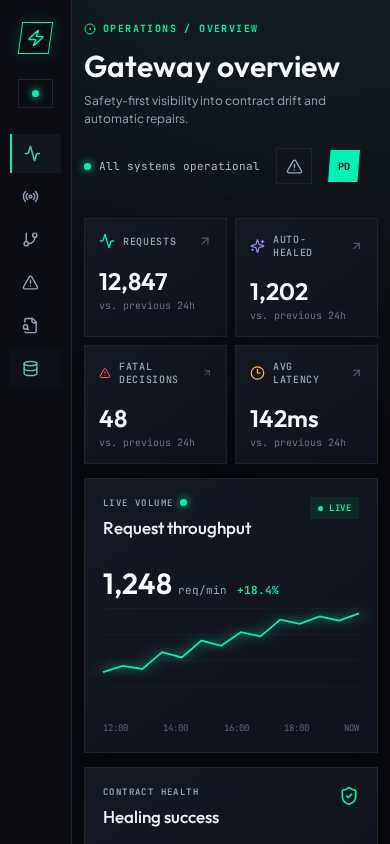 OPERATIONS / OVERVIEW
Gateway overview
Safety-first visibility into contract drift and
automatic repairs.
All systems operational
PD
REQUESTS
12,847
vs. previous 24h
AUTO-
HEALED
1,202
vs. previous 24h
FATAL
DECISIONS
48
vs. previous 24h
AVG
LATENCY
142ms
vs. previous 24h
LIVE VOLUME
LIVE
Request throughput
1,248 req/min +18.4%
12:00 14:00 16:00 18:00 NOW
CONTRACT HEALTH
Healing success